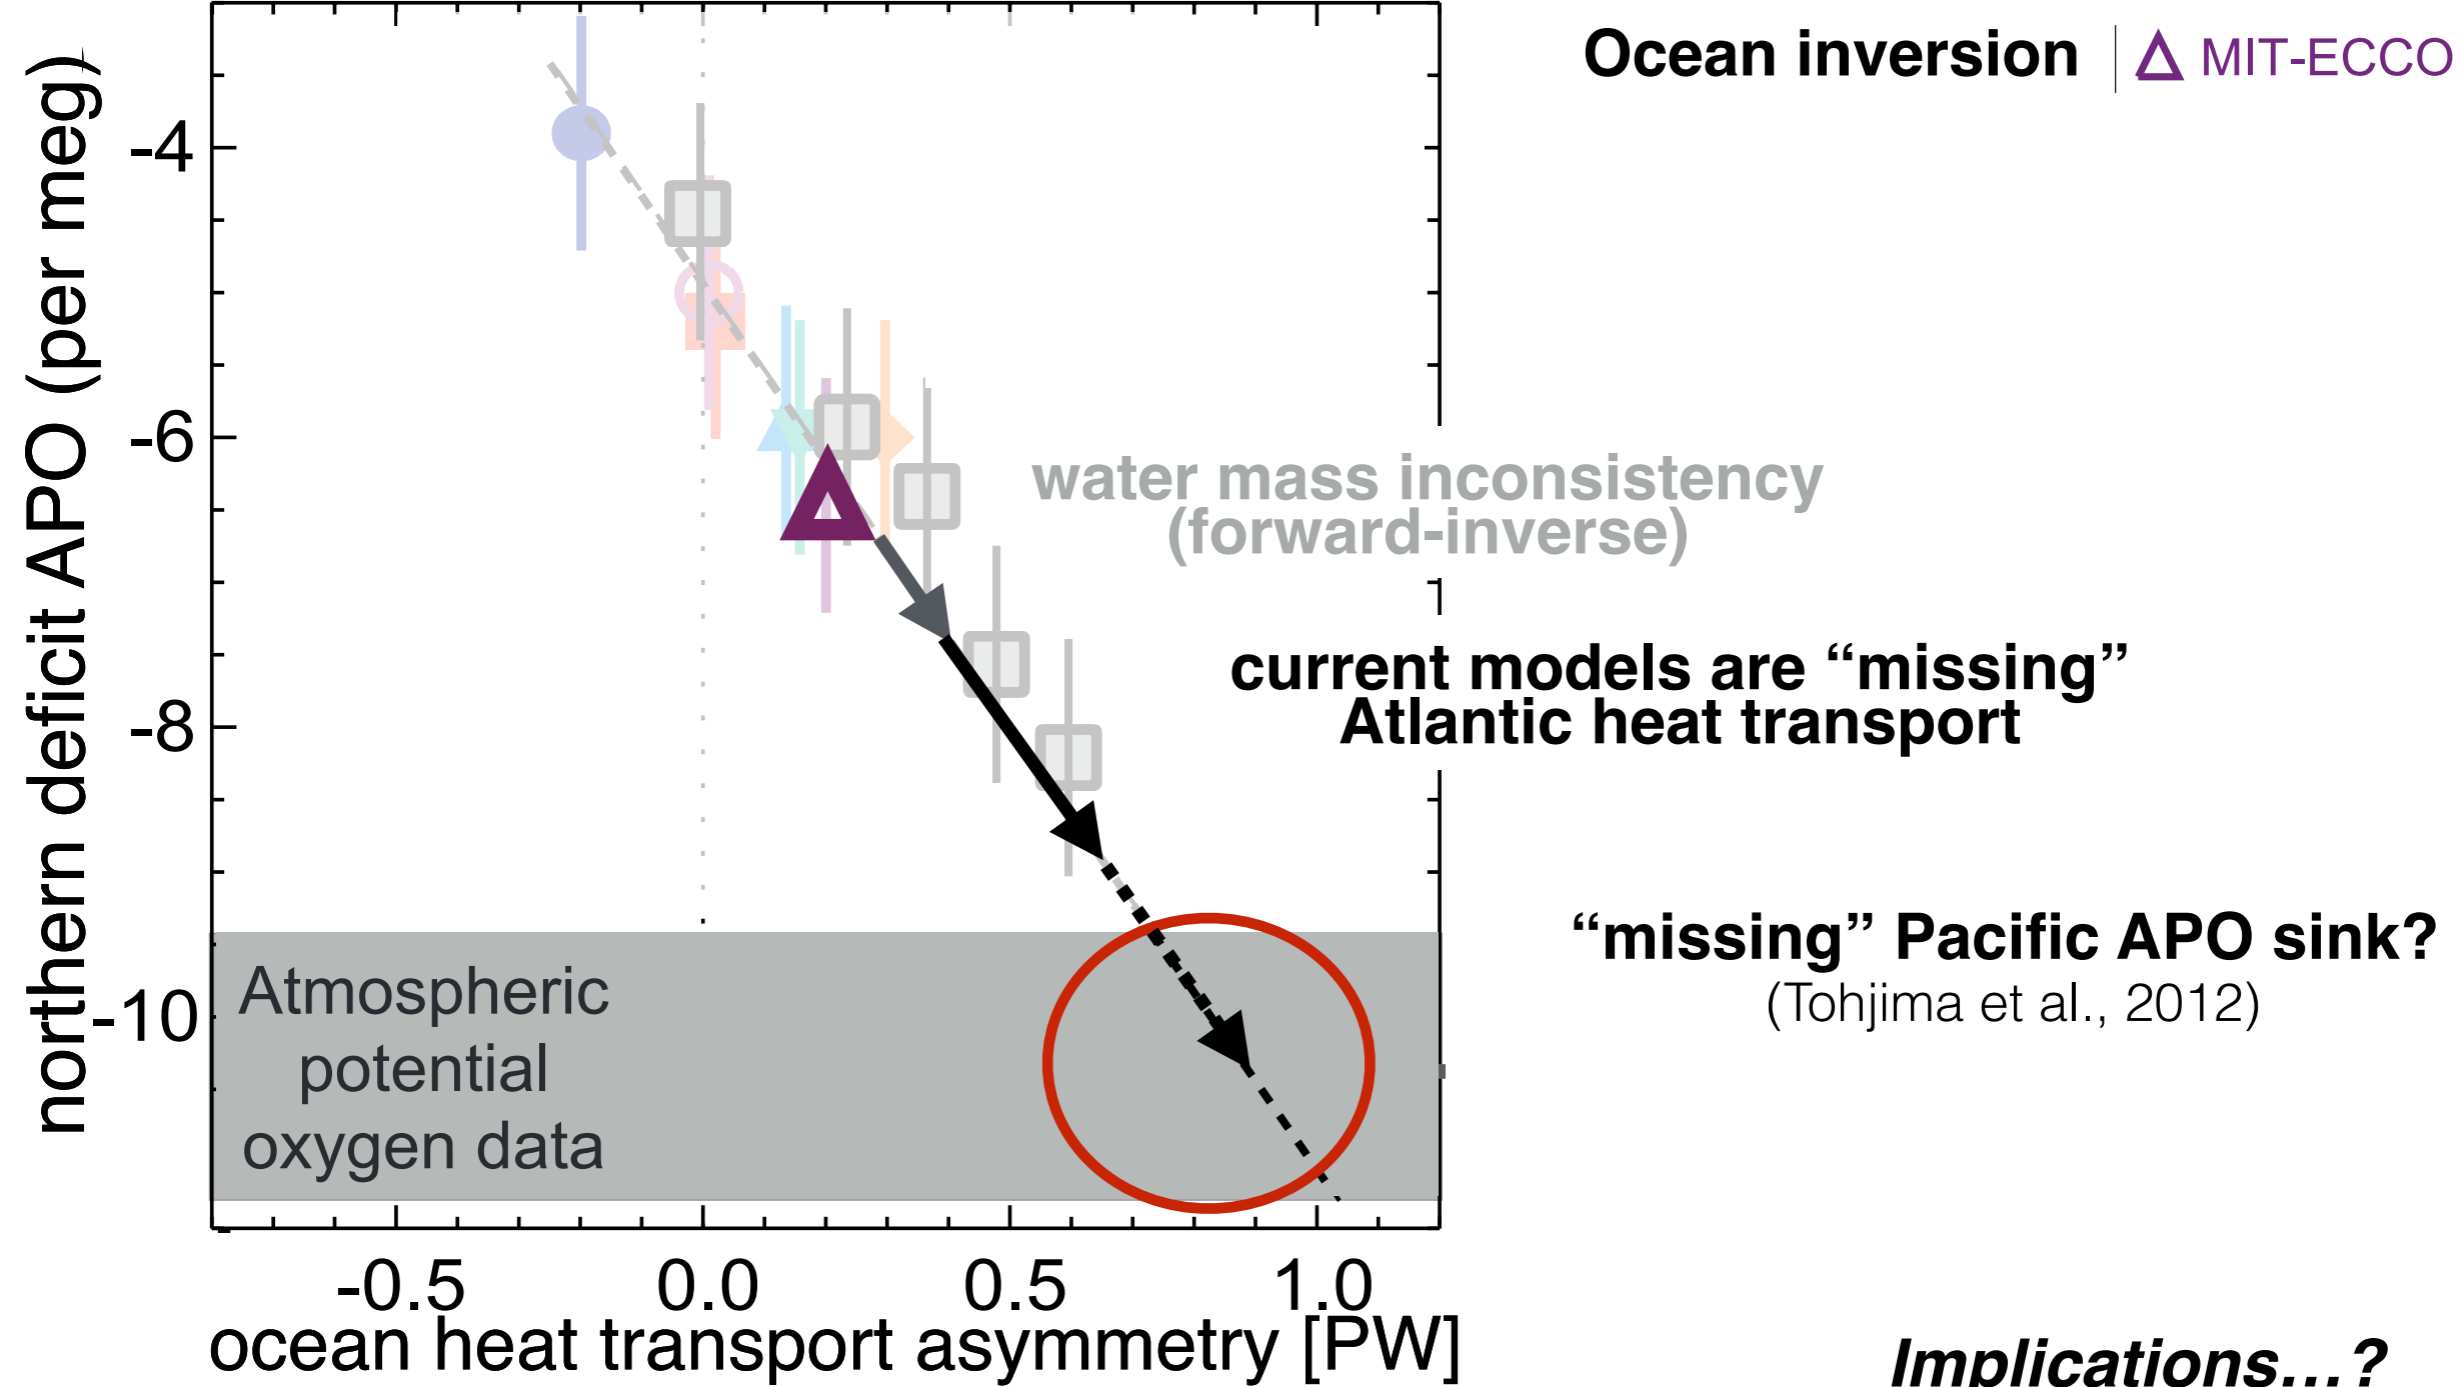 Ocean inversion
MIT-ECCO
northern deficit APO (per meg)
-4
-6
-8
-10
water mass inconsistency
(forward-inverse)
current models are “missing”
Atlantic heat transport
“missing” Pacific APO sink?
(Tohjima et al., 2012)
Atmospheric
potential
oxygen data
-0.5
0.0
0.5
1.0
ocean heat transport asymmetry [PW]
Implications...?